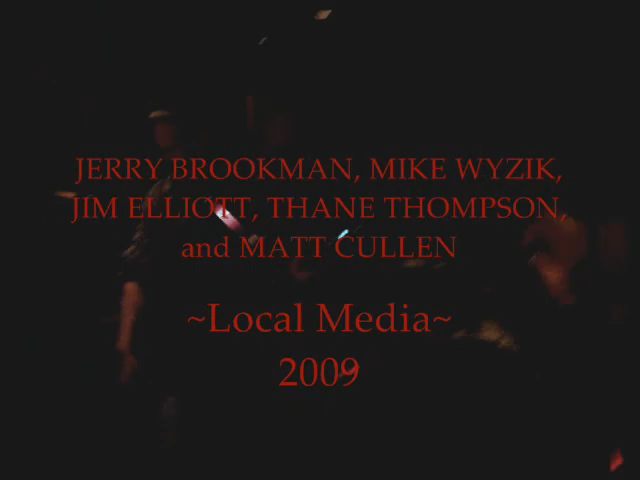 JERRY BROOKMAN, MIKE WYZIK,
JIM ELLIOTT, THANE THOMPSON,
and MATT CULLEN
~Local Media~
2009